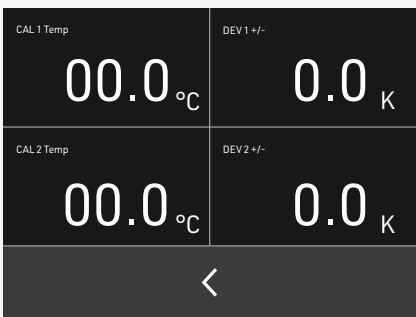 CAL 1 Temp
00.0 °C
DEV 1 +/-
0.0 K
CAL 2 Temp
00.0 °C
DEV 2 +/-
0.0 K